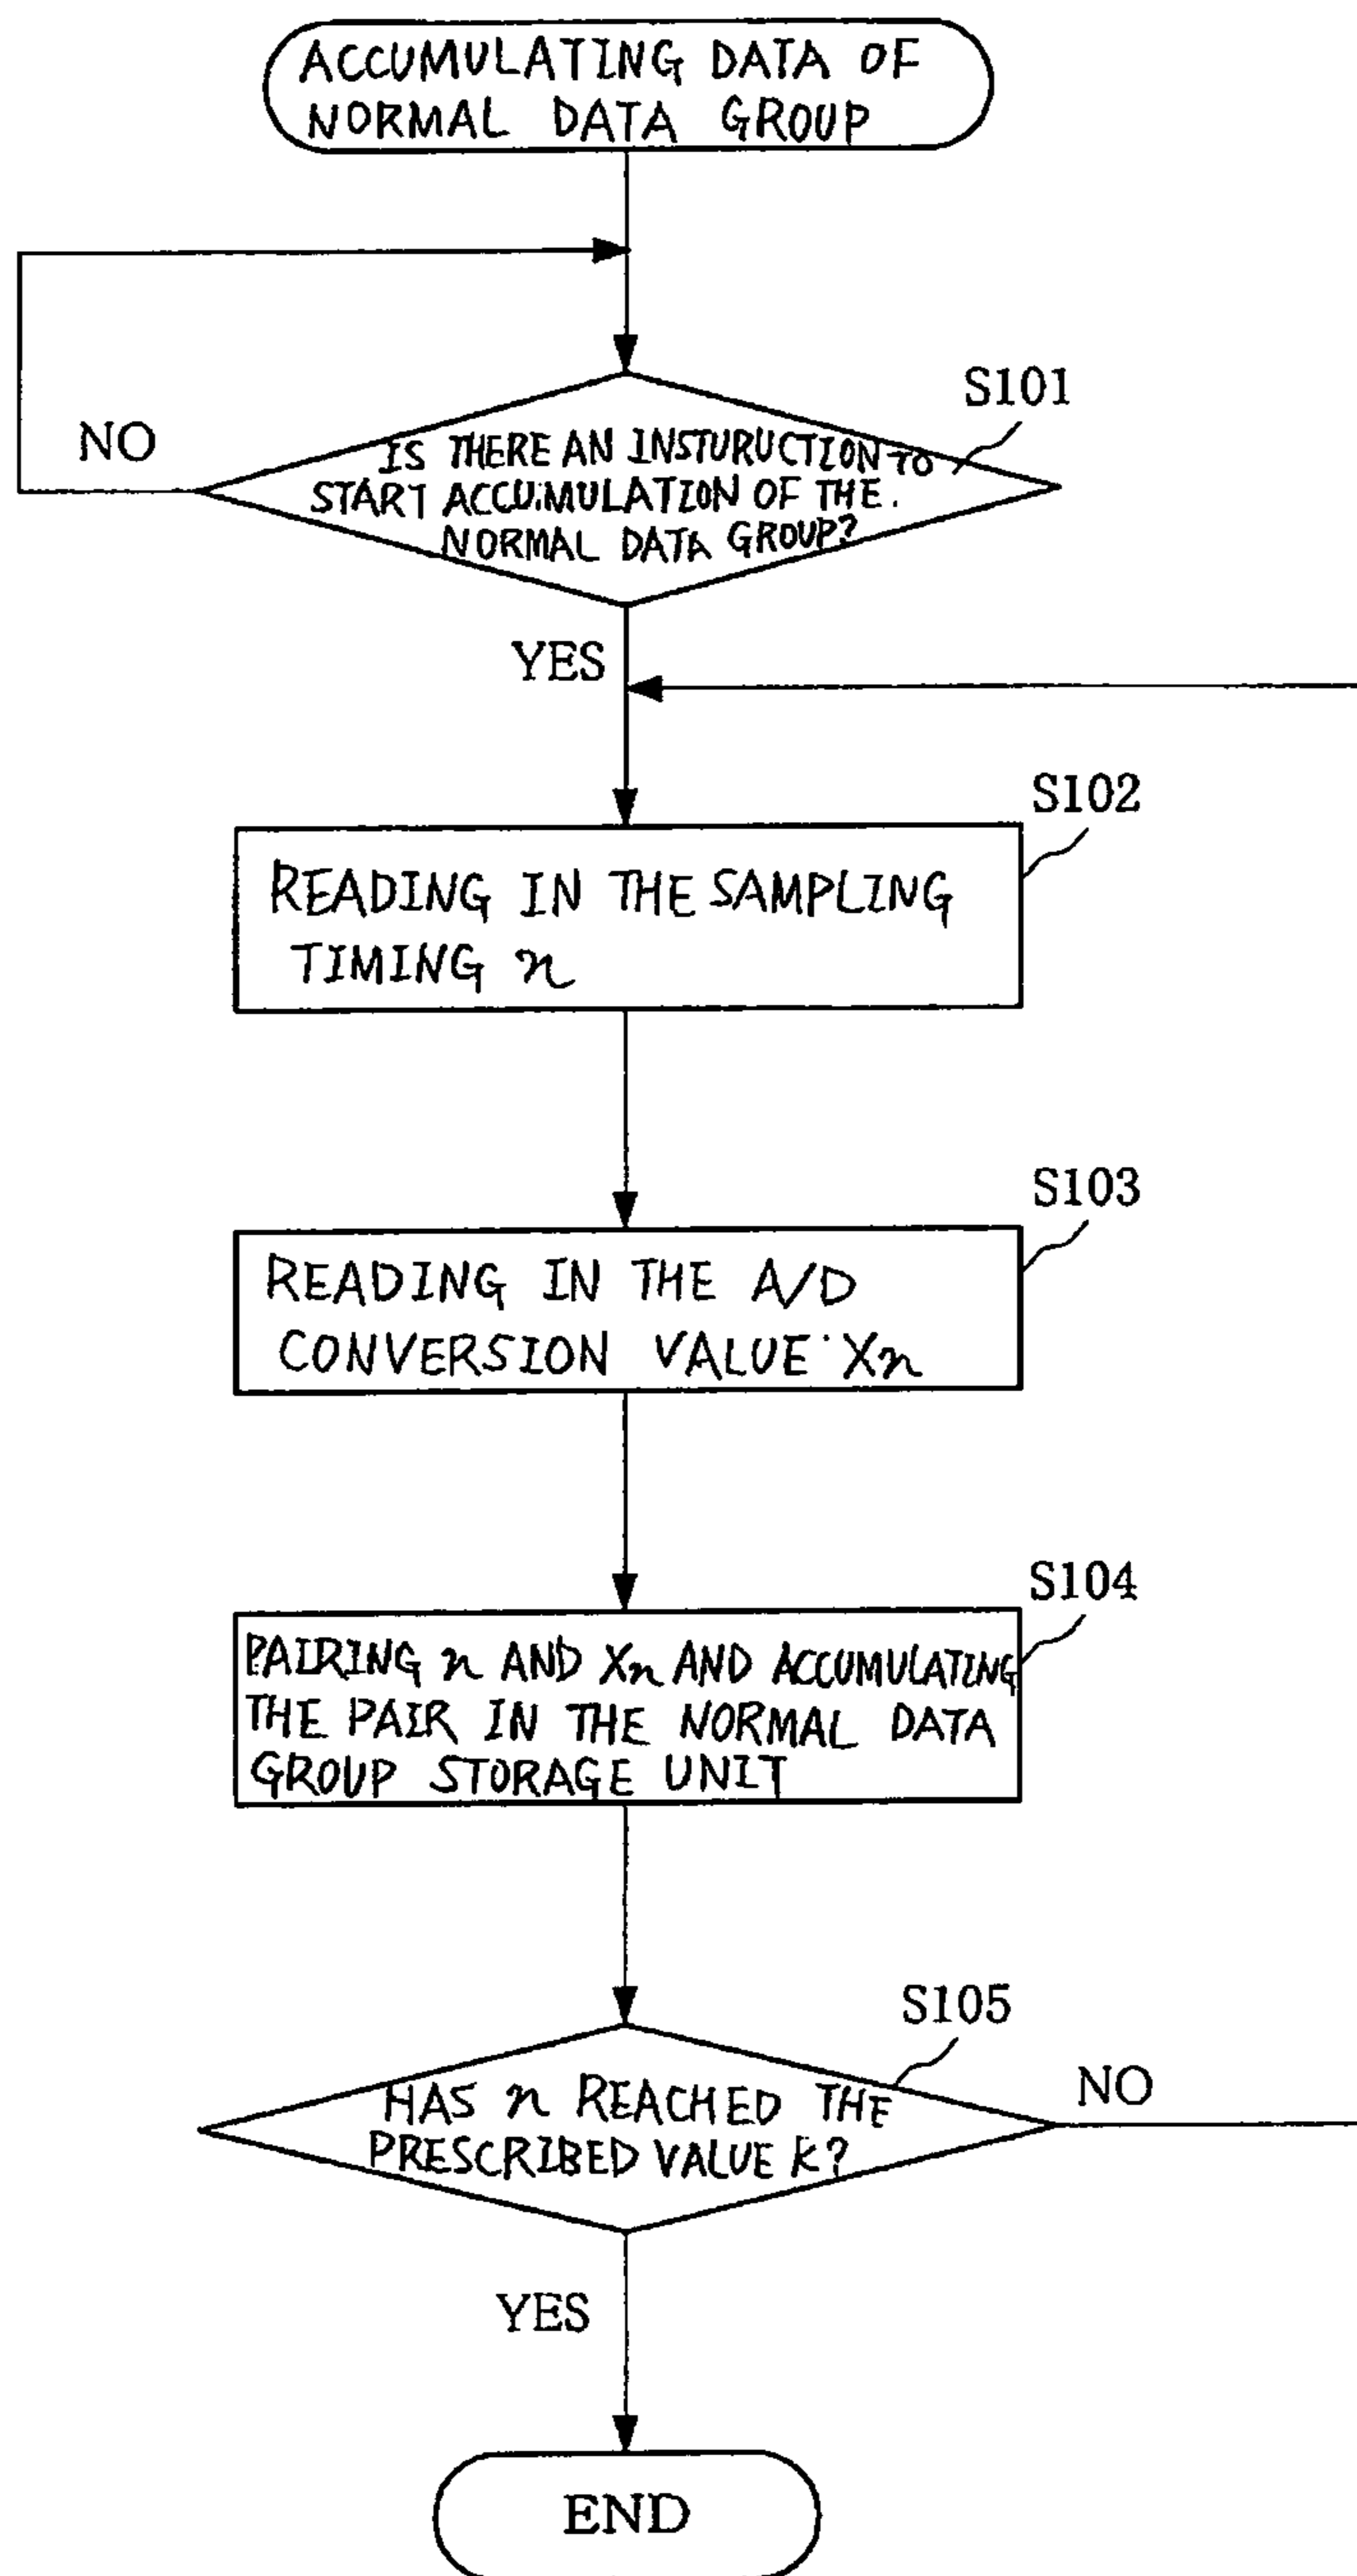 ACCUMULATING DATA OF
NORMAL DATA GROUP
S101
NO
IS THERE AN INSTURUCTION TO
START ACCUMULATION OF THE
NORMAL DATA GROUP?
YES
S102
READING IN THE SAMPLING
TIMING n
S103
READING IN THE A/D
CONVERSION VALUE Xn
S104
PAIRING n AND Xn AND ACCUMULATING
THE PAIR IN THE NORMAL DATA
GROUP STORAGE UNIT
S105
HAS n REACHED THE
PRESCRIBED VALUE k?
NO
YES
END